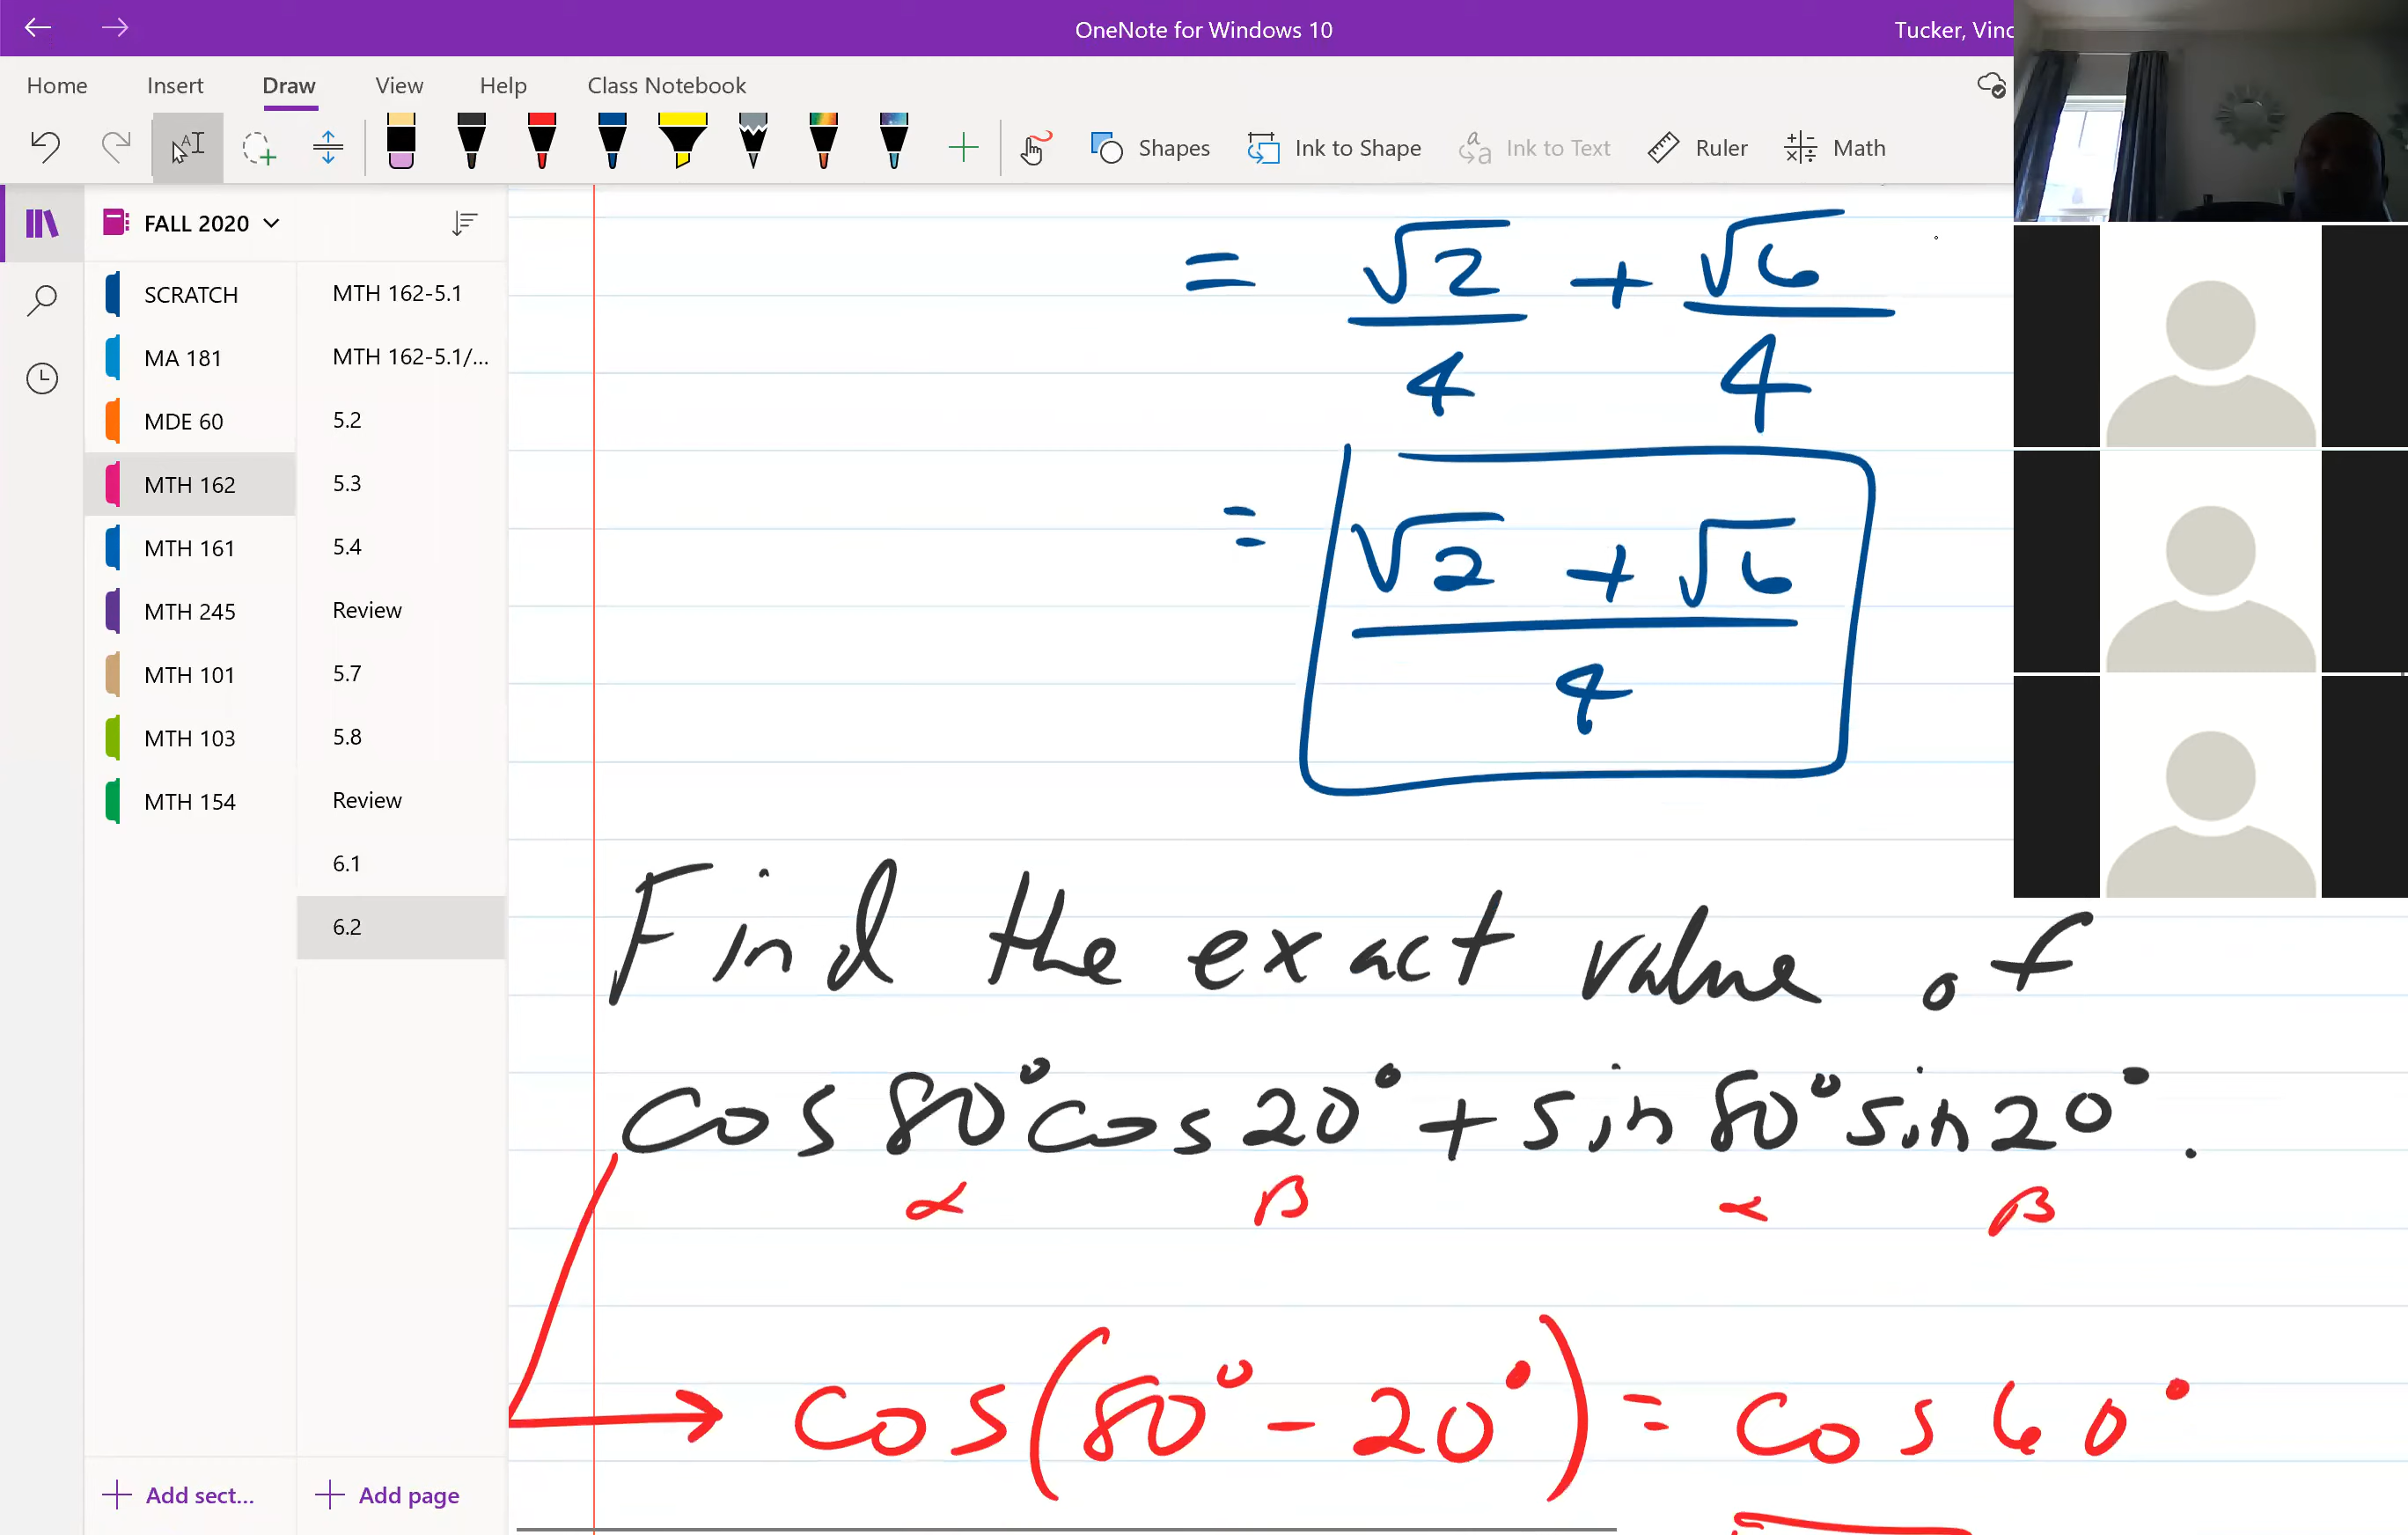 OneNote for Windows 10
Tucker, Vinc
Home Insert Draw View Help Class Notebook
Shapes Ink to Shape Ink to Text Ruler Math
FALL 2020
SCRATCH
MA 181
MDE 60
MTH 162
MTH 161
MTH 245
MTH 101
MTH 103
MTH 154
Add sect...
MTH 162-5.1
MTH 162-5.1/...
5.2
5.3
5.4
Review
5.7
5.8
Review
6.1
6.2
Add page
= √2/4 + √6/4
= (√2 + √6)/4
Find the exact value of
cos 80° cos 20° + sin 80° sin 20°.
α β α β
→ cos(80° - 20°) = cos 60°